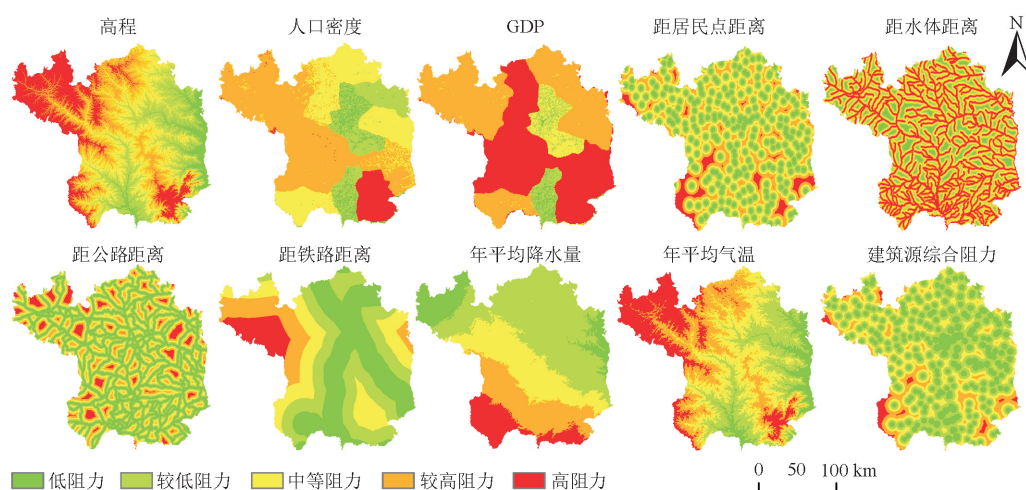 高程 人口密度 GDP 距居民点距离 距水体距离 N
距公路距离 距铁路距离 年平均降水量 年平均气温 建筑源综合阻力
低阻力 较低阻力 中等阻力 较高阻力 高阻力 0 50 100 km